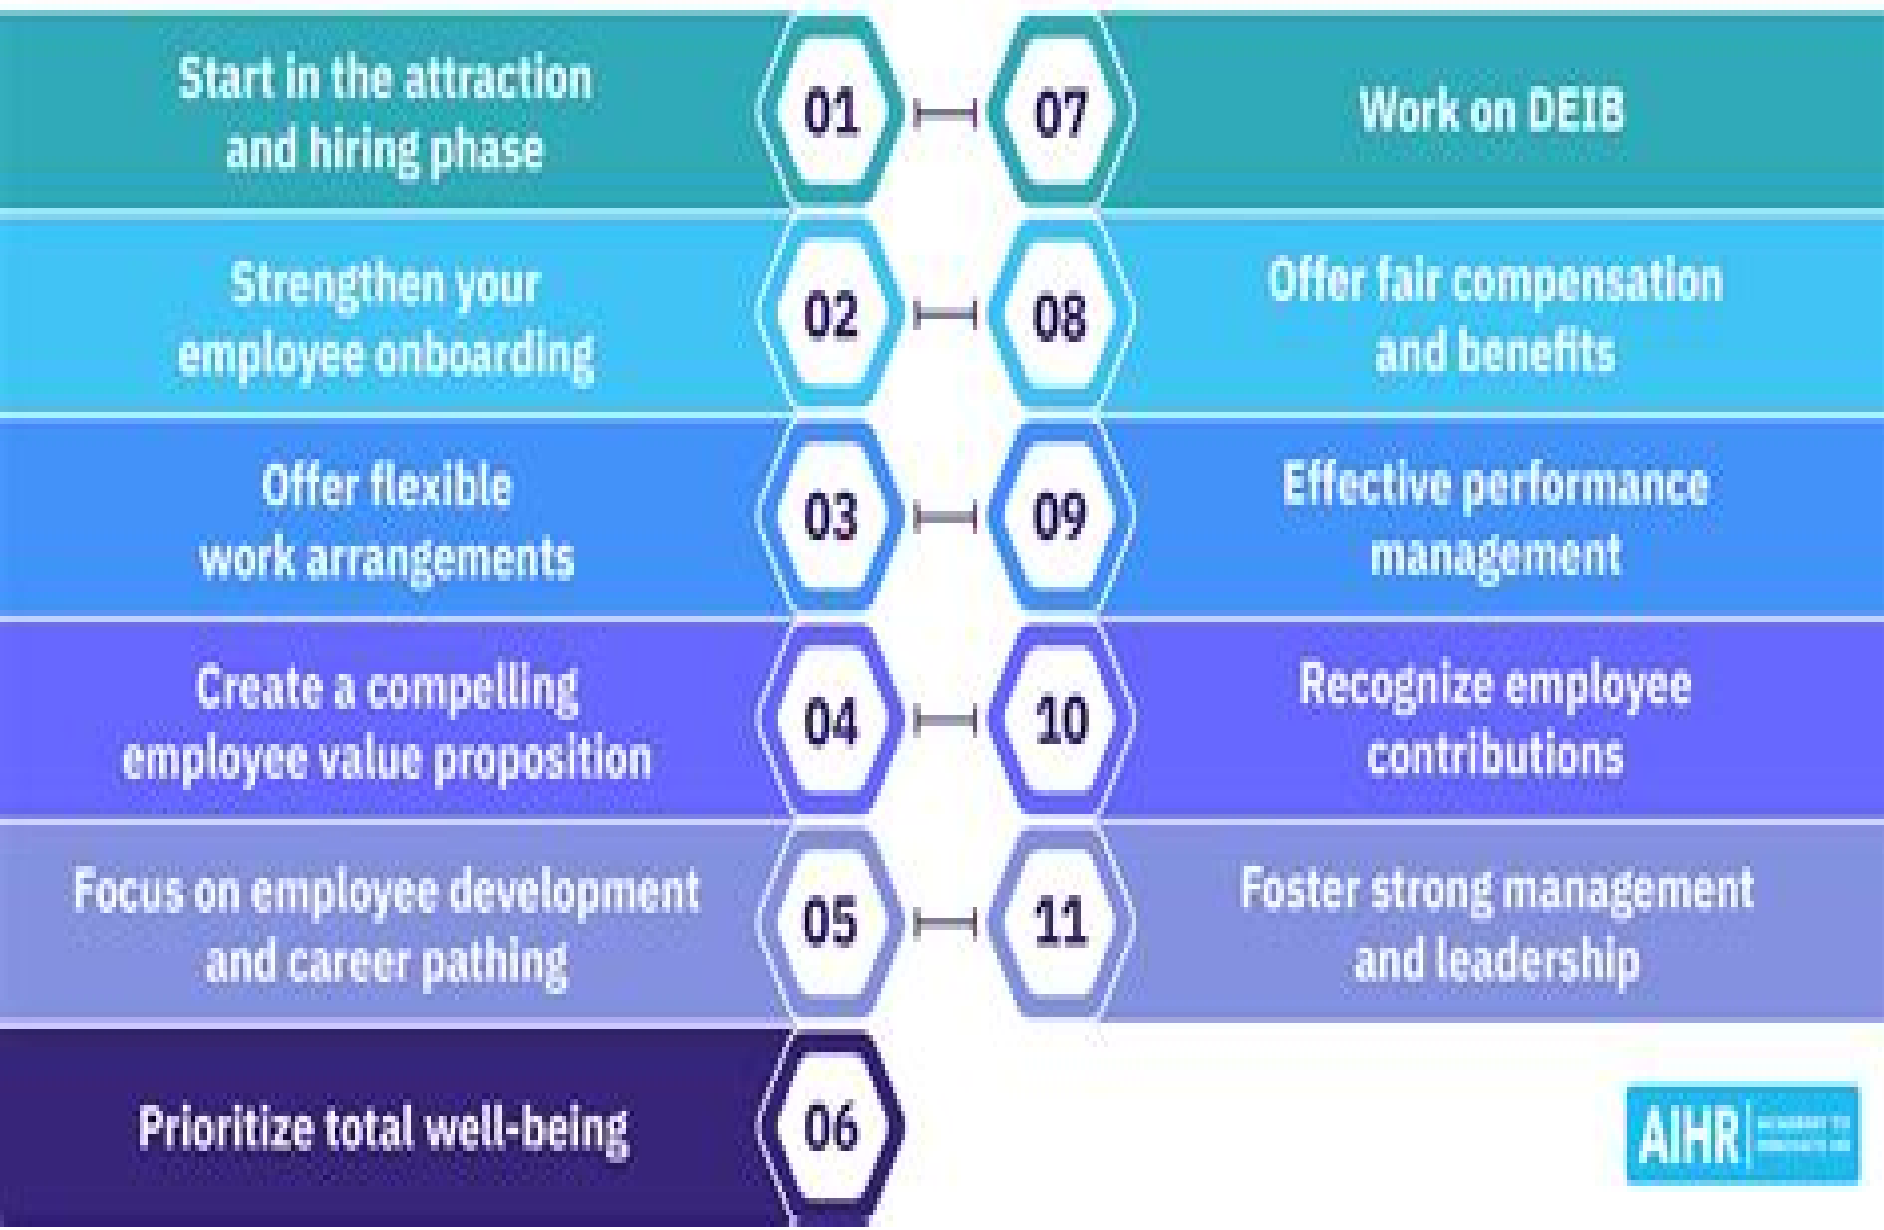 Start in the attraction
and hiring phase
01
Strengthen your
employee onboarding
02
Offer flexible
work arrangements
03
Create a compelling
employee value proposition
04
Focus on employee development
and career pathing
05
Prioritize total well-being
06
07
Work on DEIB
08
Offer fair compensation
and benefits
09
Effective performance
management
10
Recognize employee
contributions
11
Foster strong management
and leadership
AIHR